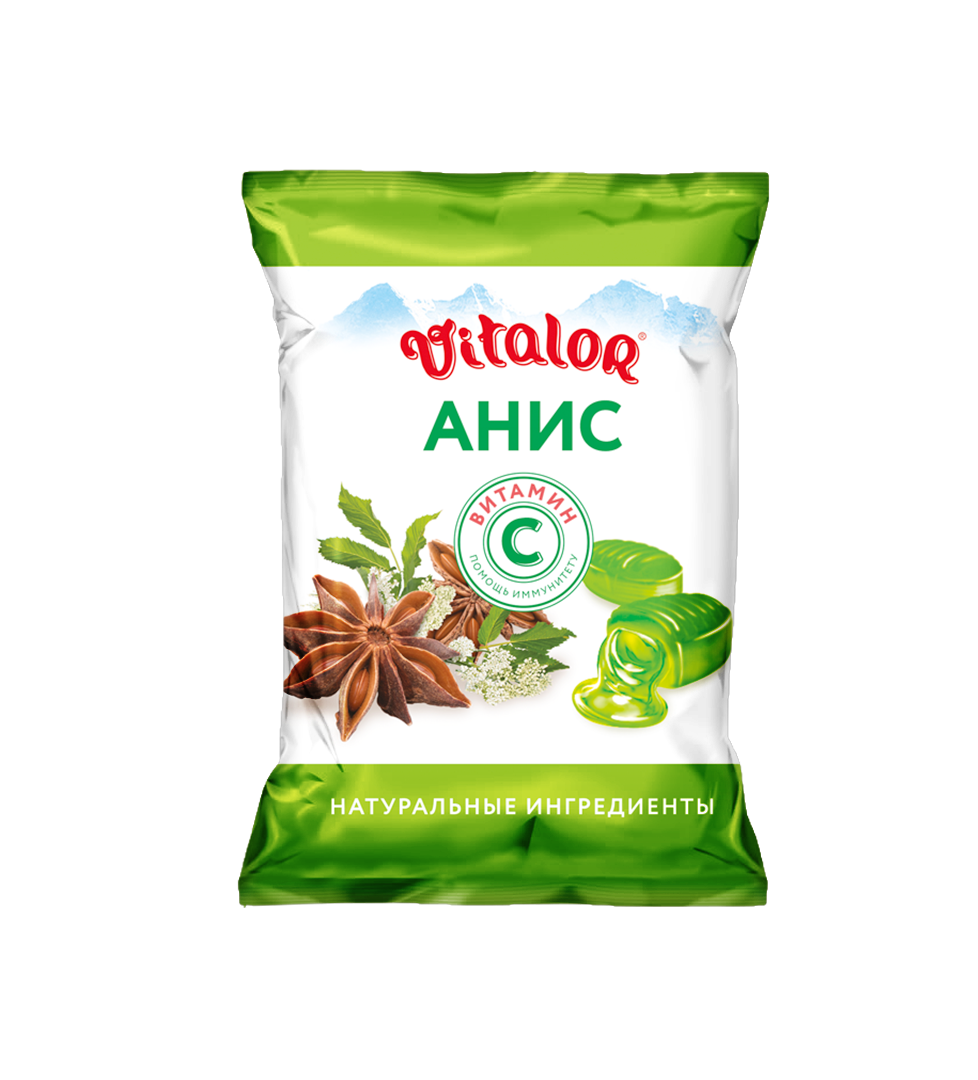 Vitalor®
АНИС
ВИТАМИН
C
ПОМОЩЬ ИММУНИТЕТУ
НАТУРАЛЬНЫЕ ИНГРЕДИЕНТЫ